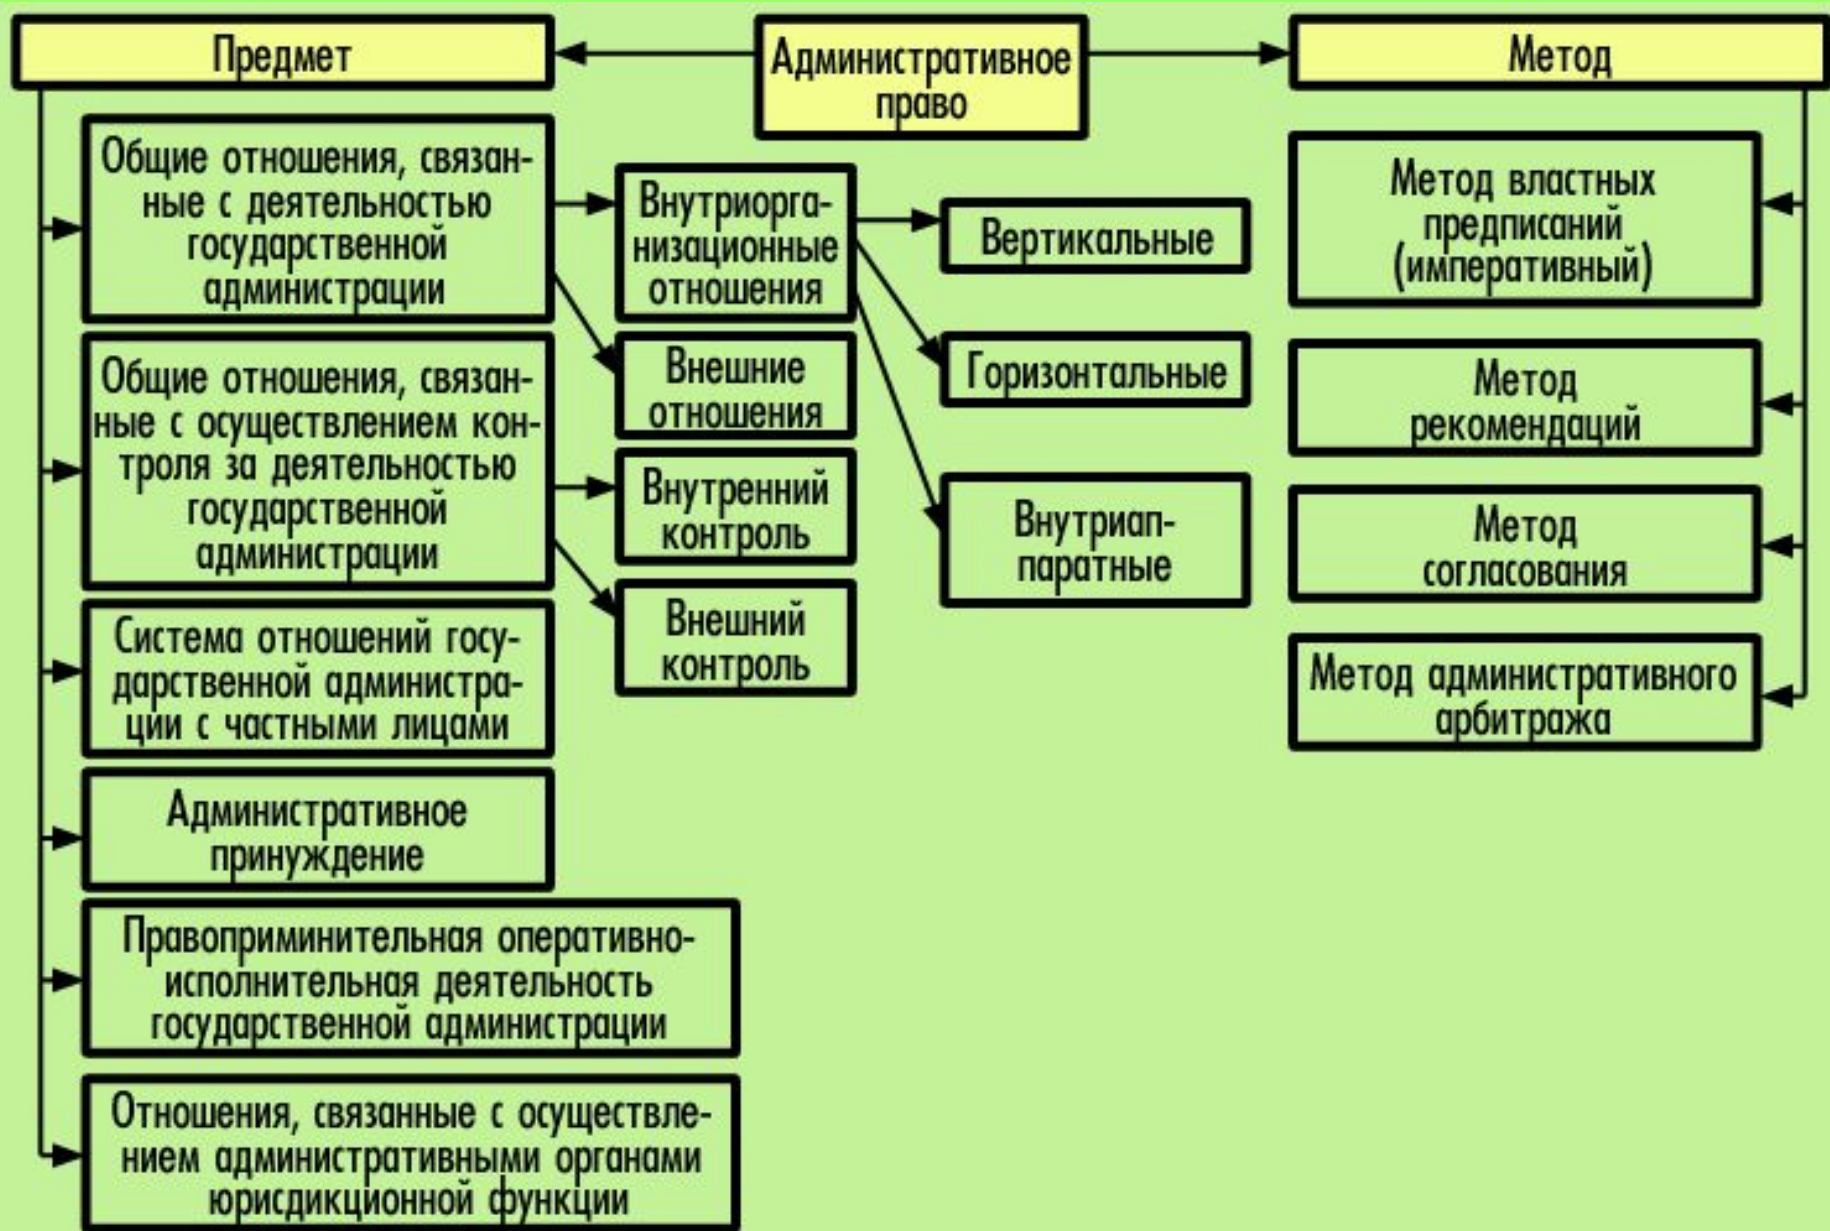 Предмет
Административное
право
Метод
Общие отношения, связан-
ные с деятельностью
государственной
администрации
Общие отношения, связан-
ные с осуществлением кон-
троля за деятельностью
государственной
администрации
Система отношений госу-
дарственной администра-
ции с частными лицами
Административное
принуждение
Правоприминительная оперативно-
исполнительная деятельность
государственной администрации
Отношения, связанные с осуществле-
нием административными органами
юрисдикционной функции
Внутриорга-
низационные
отношения
Внешние
отношения
Внутренний
контроль
Внешний
контроль
Вертикальные
Горизонтальные
Внутриап-
паратные
Метод властных
предписаний
(императивный)
Метод
рекомендаций
Метод
согласования
Метод административного
арбитража